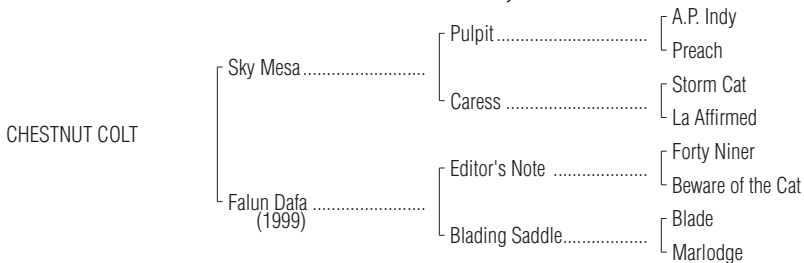 A.P. Indy
Pulpit
Preach
Sky Mesa
Storm Cat
Caress
La Affirmed
CHESTNUT COLT
Forty Niner
Editor's Note
Beware of the Cat
Falun Dafa
(1999)
Blade
Blading Saddle
Marlodge